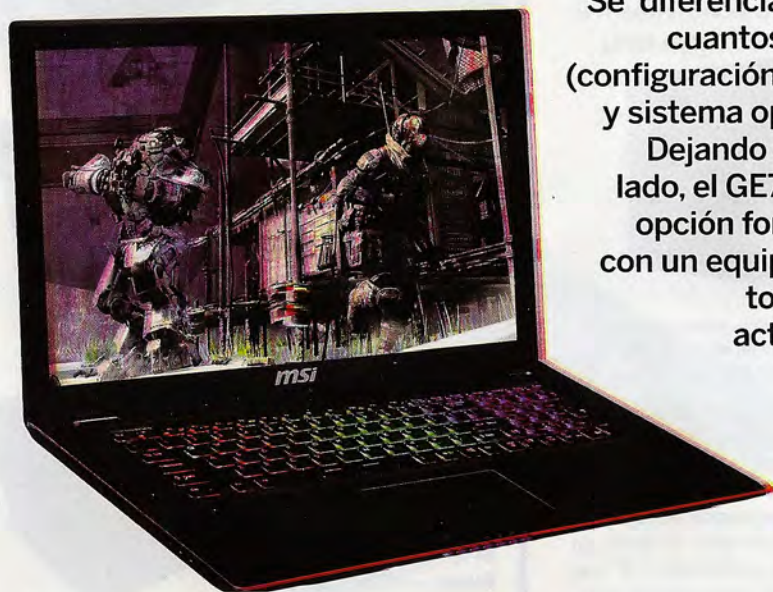 Se diferencia
cuantos
(configuración
y sistema op
Dejando
lado, el GE7
opción for
con un equip
to
act
msi